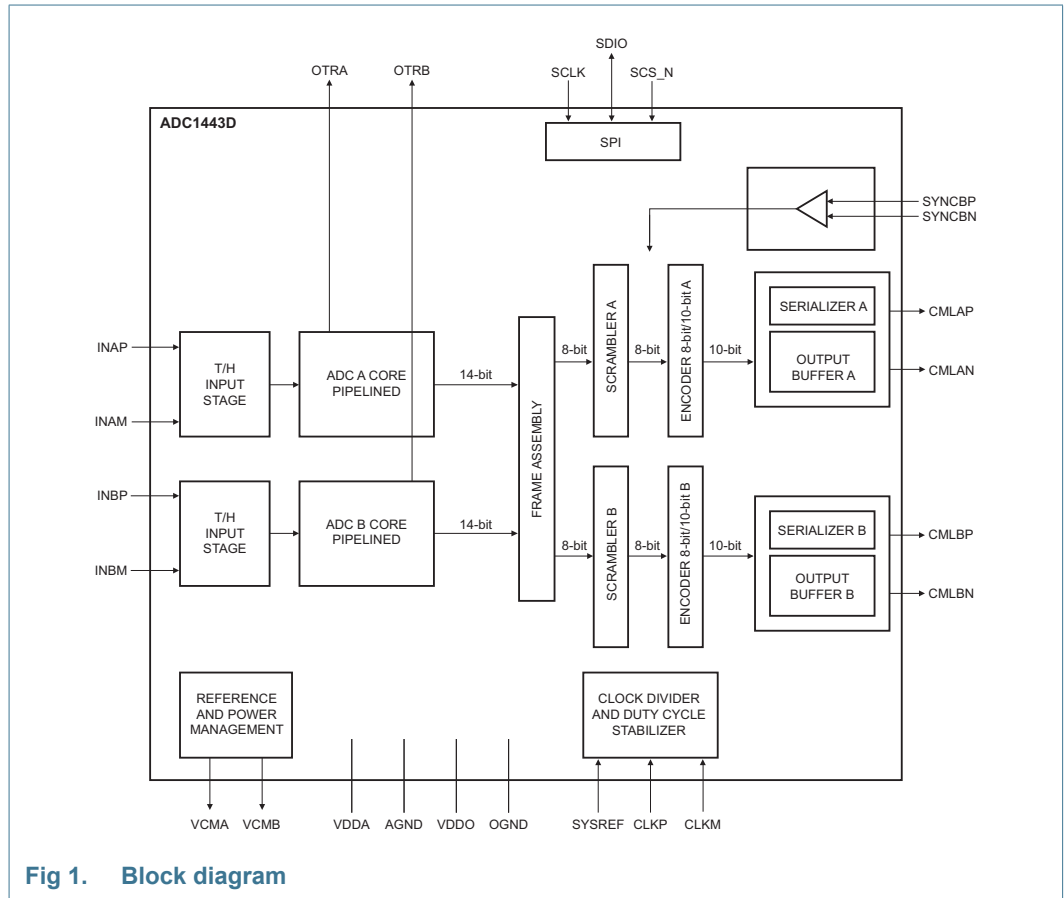 SDIO
OTRA
OTRB
SCLK
SCS_N
ADC1443D
SPI
SYNCBP
SYNCBN
SCRAMBLER A
ENCODER 8-bit/10-bit A
SERIALIZER A
CMLAP
INAP
T/H
INPUT
STAGE
ADC A CORE
PIPELINED
14-bit
8-bit
8-bit
10-bit
OUTPUT
BUFFER A
CMLAN
INAM
FRAME ASSEMBLY
INBP
T/H
INPUT
STAGE
ADC B CORE
PIPELINED
14-bit
8-bit
SCRAMBLER B
8-bit
ENCODER 8-bit/10-bit B
10-bit
SERIALIZER B
CMLBP
INBM
OUTPUT
BUFFER B
CMLBN
REFERENCE
AND POWER
MANAGEMENT
CLOCK DIVIDER
AND DUTY CYCLE
STABILIZER
VCMA
VCMB
VDDA
AGND
VDDO
OGND
SYSREF
CLKP
CLKM
Fig 1. Block diagram